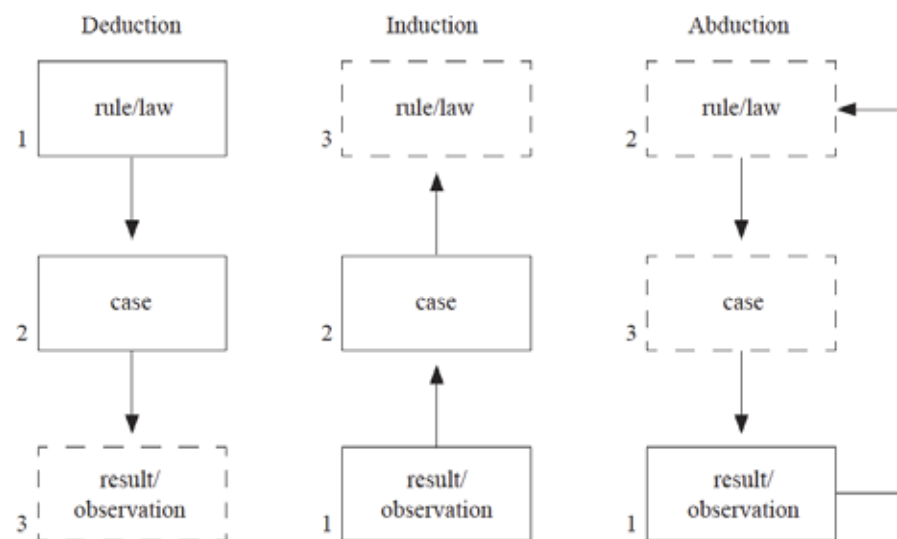 Deduction
Induction
Abduction
rule/law
1
rule/law
3
rule/law
2
case
2
case
2
case
3
result/
observation
3
result/
observation
1
result/
observation
1